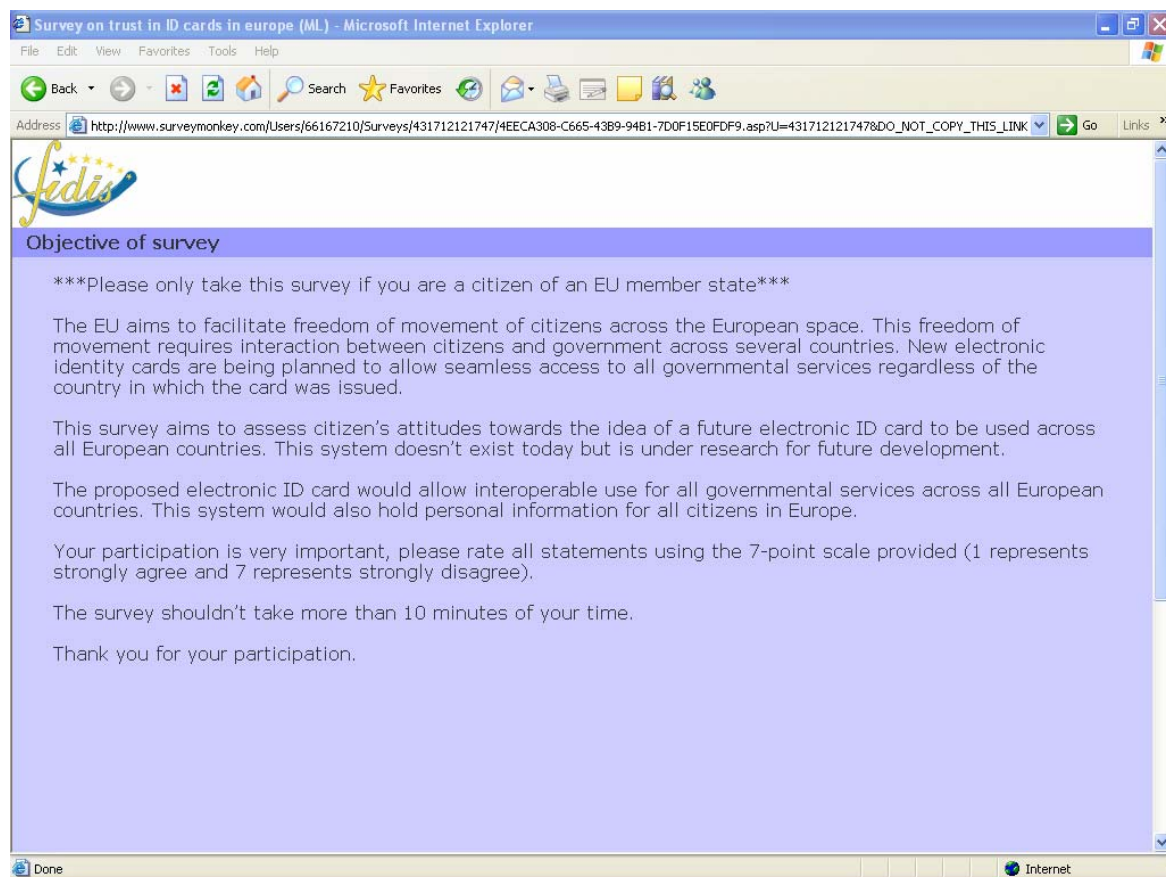 Survey on trust in ID cards in europe (ML) - Microsoft Internet Explorer
File Edit View Favorites Tools Help
Back Search Favorites
Address http://www.surveymonkey.com/Users/66167210/Surveys/431712121747/4EECA308-C665-43B9-94B1-7D0F15E0FDF9.asp?U=431712121747&DO_NOT_COPY_THIS_LINK Go Links »
fidis
Objective of survey
***Please only take this survey if you are a citizen of an EU member state***
The EU aims to facilitate freedom of movement of citizens across the European space. This freedom of
movement requires interaction between citizens and government across several countries. New electronic
identity cards are being planned to allow seamless access to all governmental services regardless of the
country in which the card was issued.
This survey aims to assess citizen's attitudes towards the idea of a future electronic ID card to be used across
all European countries. This system doesn't exist today but is under research for future development.
The proposed electronic ID card would allow interoperable use for all governmental services across all European
countries. This system would also hold personal information for all citizens in Europe.
Your participation is very important, please rate all statements using the 7-point scale provided (1 represents
strongly agree and 7 represents strongly disagree).
The survey shouldn't take more than 10 minutes of your time.
Thank you for your participation.
Done Internet